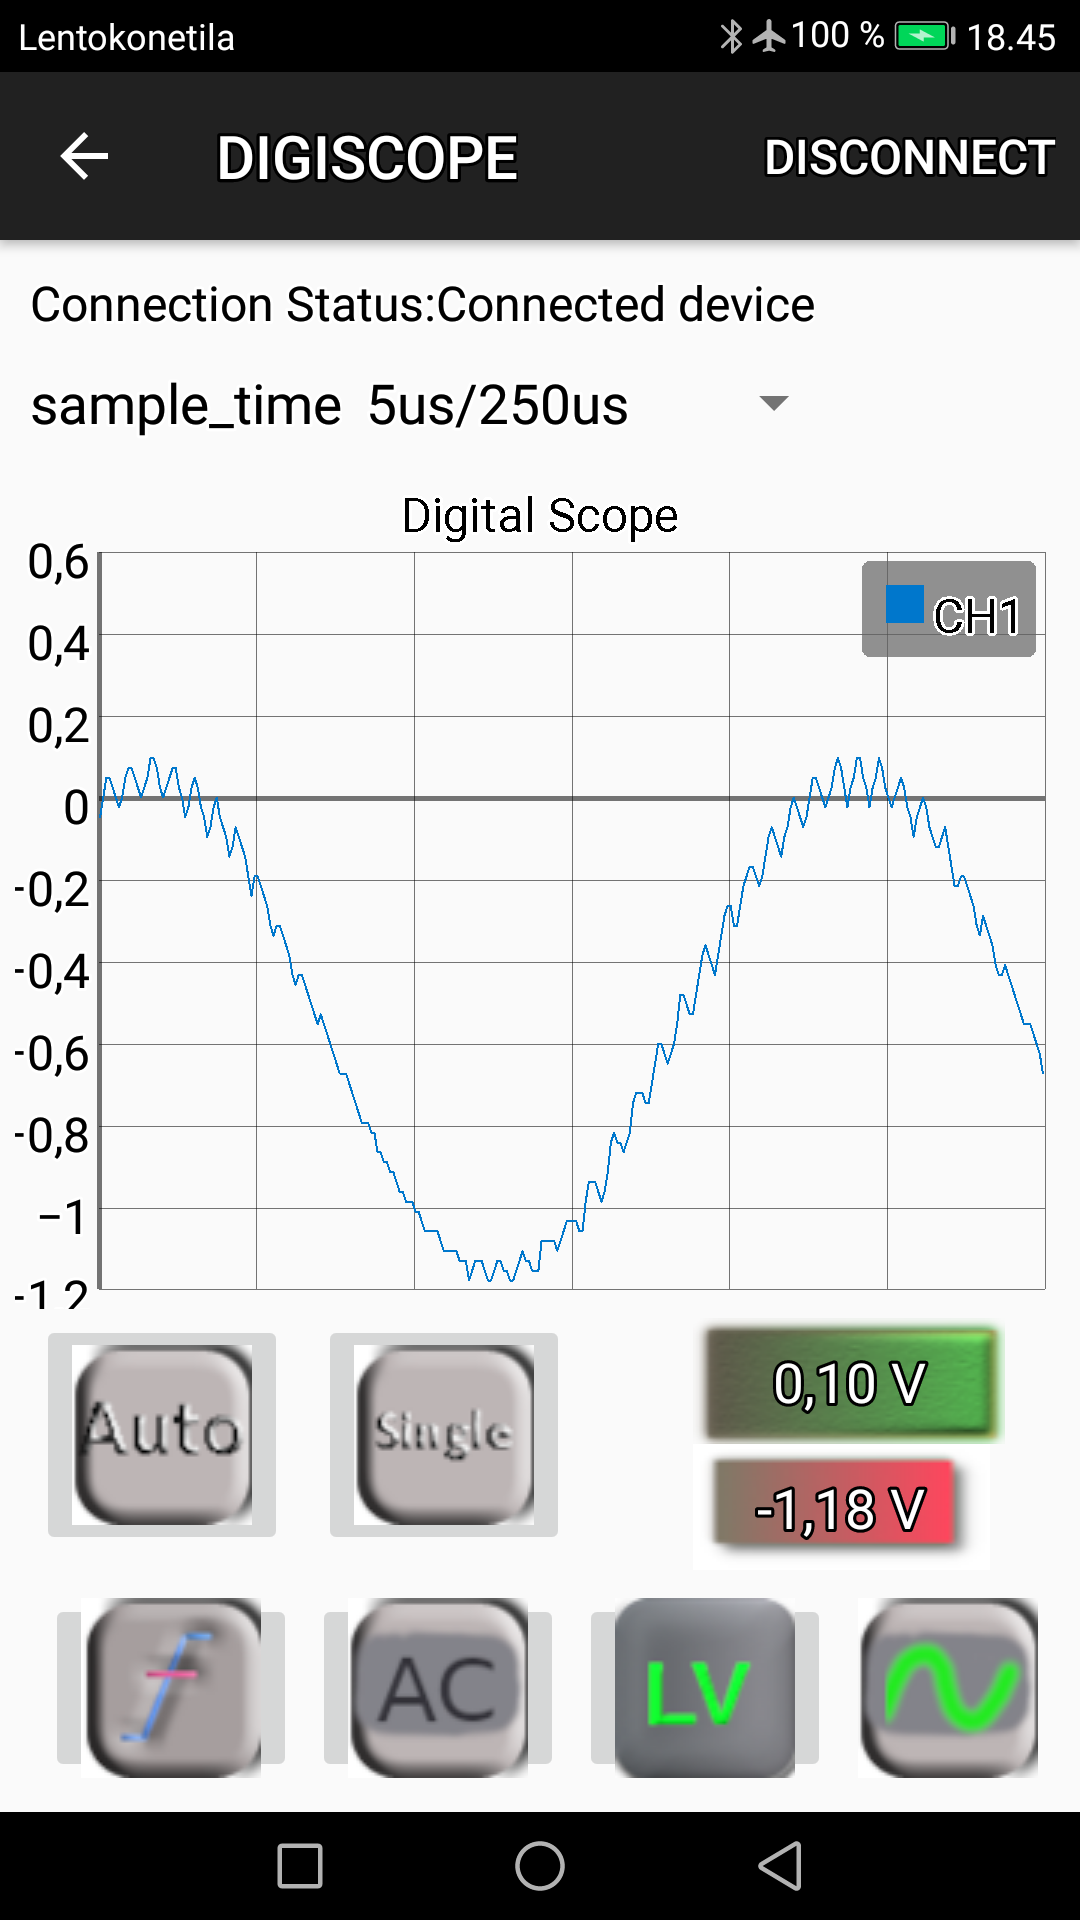 Lentokonetila 100 % 18.45
DIGISCOPE DISCONNECT
Connection Status:Connected device
sample_time 5us/250us
Digital Scope
0,6
CH1
0,4
0,2
0
-0,2
-0,4
-0,6
-0,8
−1
-1,2
Auto Single 0,10 V
-1,18 V
AC LV